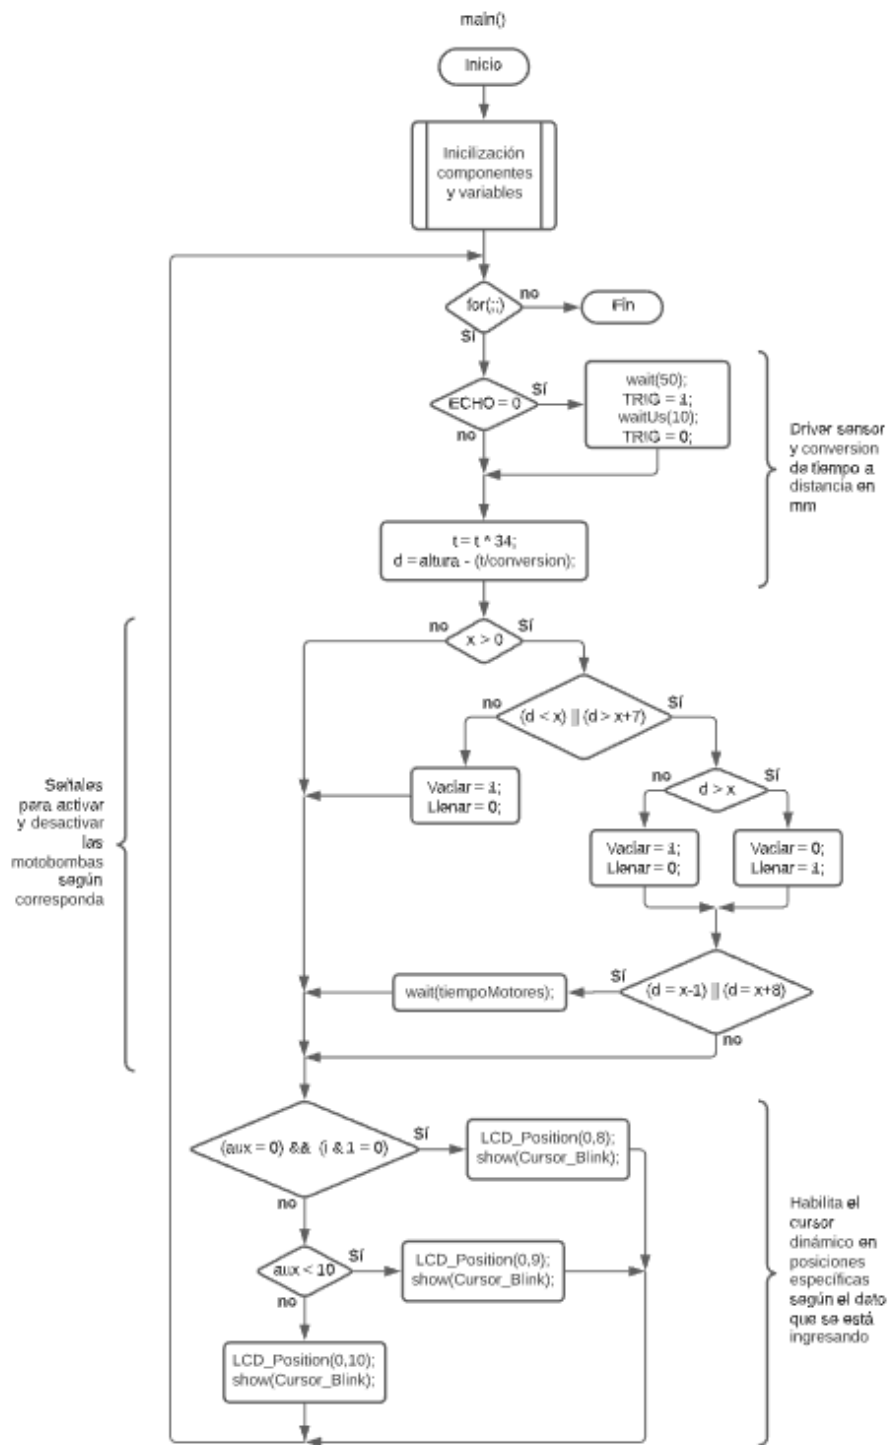 main()
Inicio
Inicilización
componentes
y variables
for(;;)
no
Fin
Sí
ECHO = 0
Sí
no
wait(50);
TRIG = 1;
waitUs(10);
TRIG = 0;
Driver sensor
y conversion
de tiempo a
distancia en
mm
t = t * 34;
d = altura - (t/conversion);
no
x > 0
Sí
no
(d < x) || (d > x+7)
Sí
Vaciar = 1;
Llenar = 0;
no
d > x
Sí
Vaciar = 1;
Llenar = 0;
Vaciar = 0;
Llenar = 1;
Señales
para activar
y desactivar
las
motobombas
según
corresponda
wait(tiempoMotores);
Sí
(d = x-1) || (d = x+8)
no
(aux = 0) && (i & 1 = 0)
Sí
LCD_Position(0,8);
show(Cursor_Blink);
no
aux < 10
Sí
LCD_Position(0,9);
show(Cursor_Blink);
no
LCD_Position(0,10);
show(Cursor_Blink);
Habilita el
cursor
dinámico en
posiciones
específicas
según el dato
que se está
ingresando